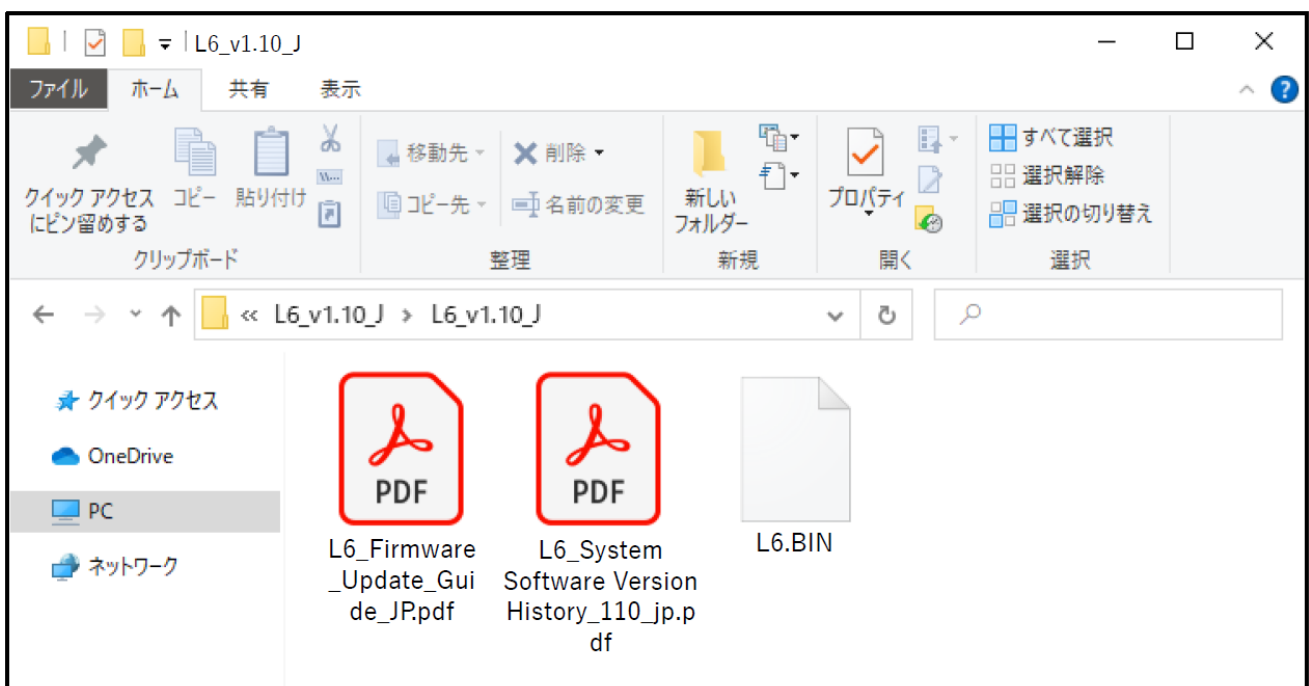 L6_v1.10_J
ファイル
ホーム
共有
表示
クイック アクセス
にピン留めする
コピー
貼り付け
クリップボード
移動先
コピー先
削除
名前の変更
整理
新しい
フォルダー
新規
プロパティ
開く
すべて選択
選択解除
選択の切り替え
選択
« L6_v1.10_J › L6_v1.10_J
クイック アクセス
OneDrive
PC
ネットワーク
PDF
L6_Firmware
_Update_Gui
de_JP.pdf
PDF
L6_System
Software Version
History_110_jp.p
df
L6.BIN